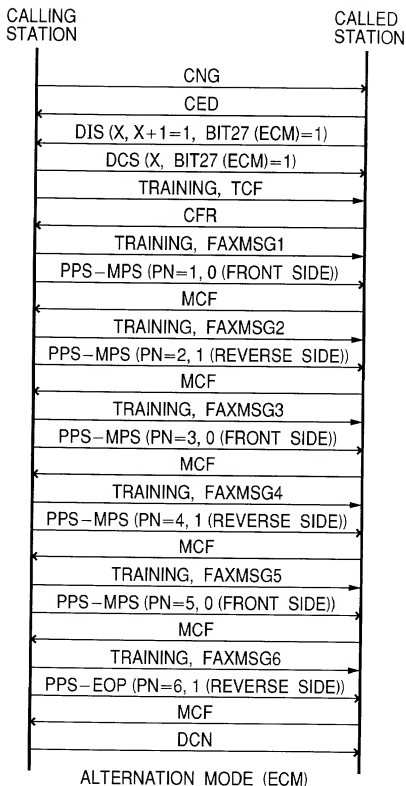 CALLING
STATION
CALLED
STATION
CNG
CED
DIS (X, X+1=1, BIT27 (ECM)=1)
DCS (X, BIT27 (ECM)=1)
TRAINING, TCF
CFR
TRAINING, FAXMSG1
PPS–MPS (PN=1, 0 (FRONT SIDE))
MCF
TRAINING, FAXMSG2
PPS–MPS (PN=2, 1 (REVERSE SIDE))
MCF
TRAINING, FAXMSG3
PPS–MPS (PN=3, 0 (FRONT SIDE))
MCF
TRAINING, FAXMSG4
PPS–MPS (PN=4, 1 (REVERSE SIDE))
MCF
TRAINING, FAXMSG5
PPS–MPS (PN=5, 0 (FRONT SIDE))
MCF
TRAINING, FAXMSG6
PPS–EOP (PN=6, 1 (REVERSE SIDE))
MCF
DCN
ALTERNATION MODE (ECM)